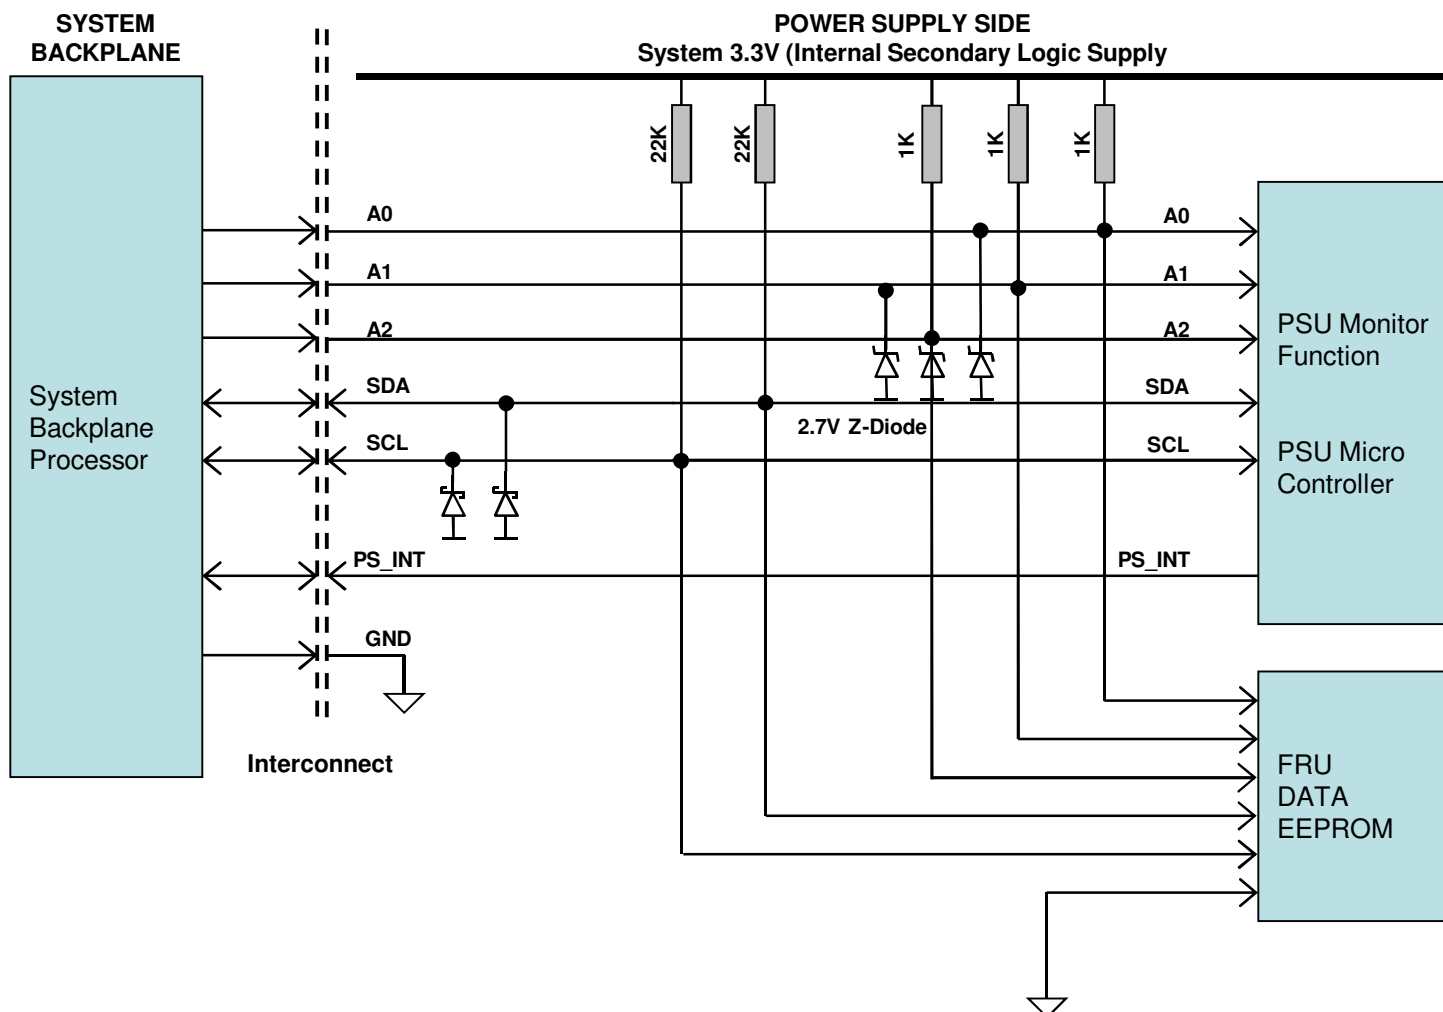 SYSTEM
BACKPLANE
POWER SUPPLY SIDE
System 3.3V (Internal Secondary Logic Supply
22K
22K
1K
1K
1K
A0
A0
A1
A1
A2
A2
SDA
SDA
2.7V Z-Diode
SCL
SCL
PS_INT
PS_INT
GND
System
Backplane
Processor
PSU Monitor
Function
PSU Micro
Controller
Interconnect
FRU
DATA
EEPROM